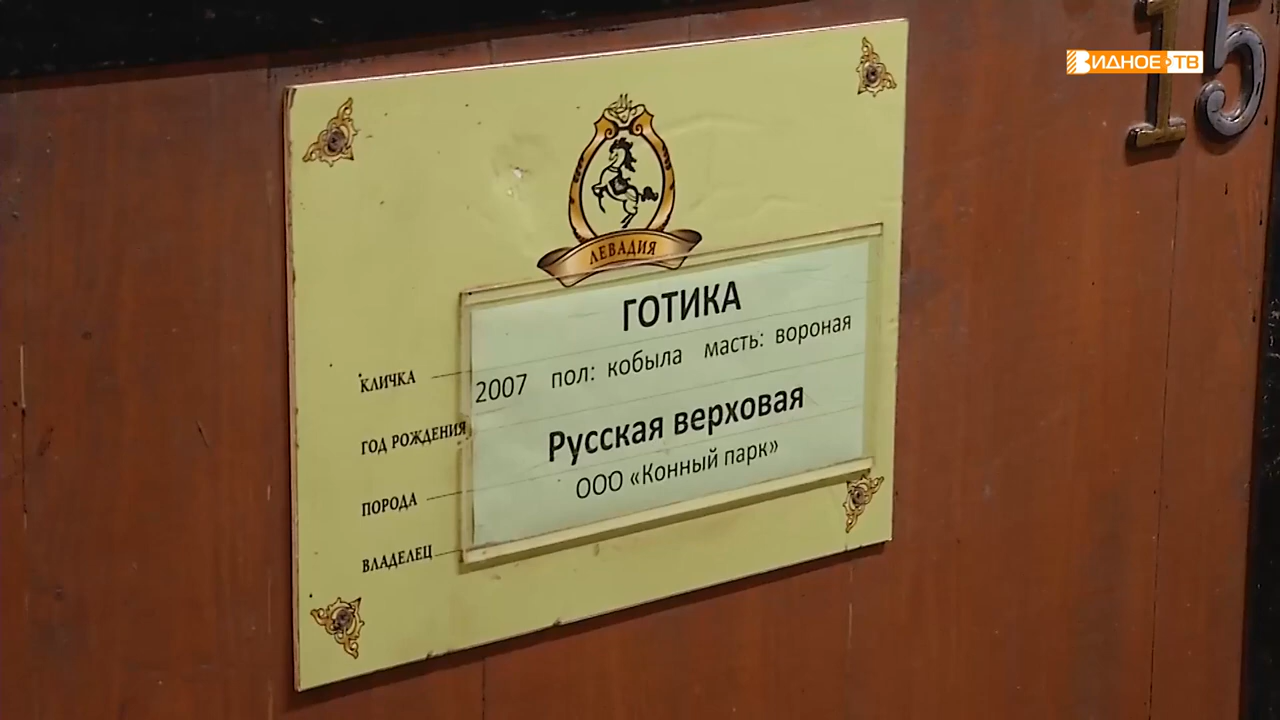 ВИДНОЕ ТВ
15
ЛЕВАДИЯ
ГОТИКА
КЛИЧКА
2007 пол: кобыла масть: вороная
ГОД РОЖДЕНИЯ
Русская верховая
ПОРОДА
ООО «Конный парк»
ВЛАДЕЛЕЦ